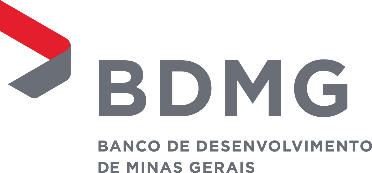 BDMG
BANCO DE DESENVOLVIMENTO
DE MINAS GERAIS